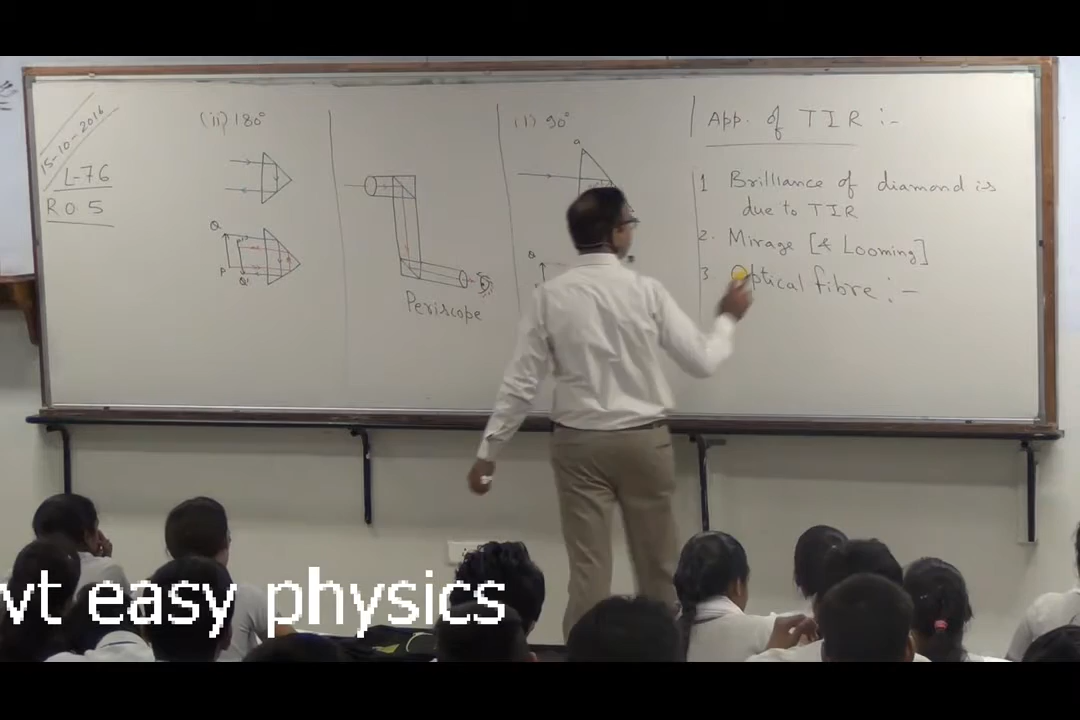 15-10-2016
L-76
R O 5
(ii) 180°
Q
P
Q'
Periscope
(i) 90°
a
Q
App. of TIR :-
1 Brilliance of diamond is
due to TIR
2. Mirage [& Looming]
3. Optical fibre :-
vt easy physics